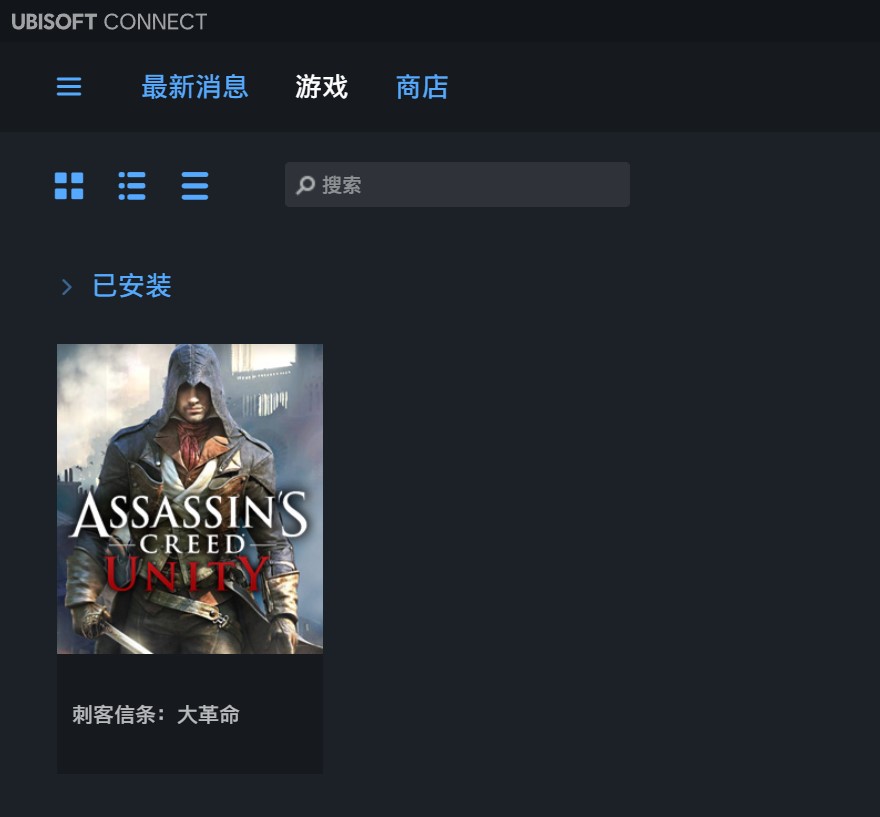 UBISOFT CONNECT
最新消息 游戏 商店
搜索
已安装
ASSASSIN'S
CREED
UNITY
刺客信条：大革命